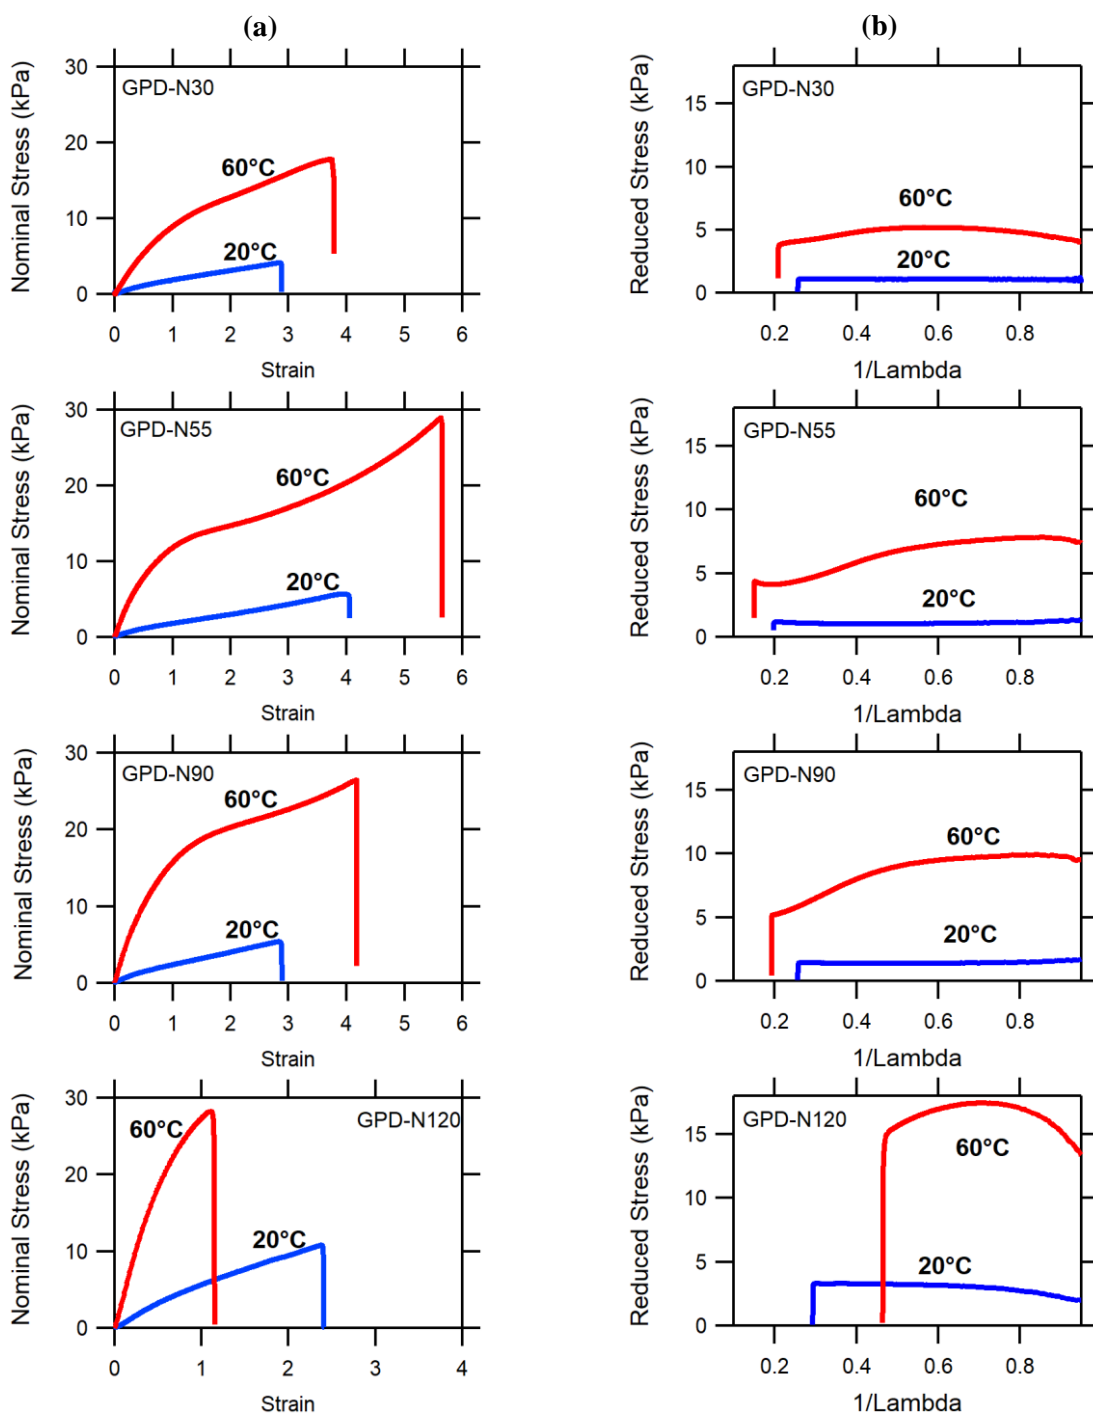 (a)
Nominal Stress (kPa)
30
20
10
0
GPD-N30
60°C
20°C
0 1 2 3 4 5 6
Strain
Nominal Stress (kPa)
30
20
10
0
GPD-N55
60°C
20°C
0 1 2 3 4 5 6
Strain
Nominal Stress (kPa)
30
20
10
0
GPD-N90
60°C
20°C
0 1 2 3 4 5 6
Strain
Nominal Stress (kPa)
30
20
10
0
GPD-N120
60°C
20°C
0 1 2 3 4
Strain
(b)
Reduced Stress (kPa)
15
10
5
0
GPD-N30
60°C
20°C
0.2 0.4 0.6 0.8
1/Lambda
Reduced Stress (kPa)
15
10
5
0
GPD-N55
60°C
20°C
0.2 0.4 0.6 0.8
1/Lambda
Reduced Stress (kPa)
15
10
5
0
GPD-N90
60°C
20°C
0.2 0.4 0.6 0.8
1/Lambda
Reduced Stress (kPa)
15
10
5
0
GPD-N120
60°C
20°C
0.2 0.4 0.6 0.8
1/Lambda